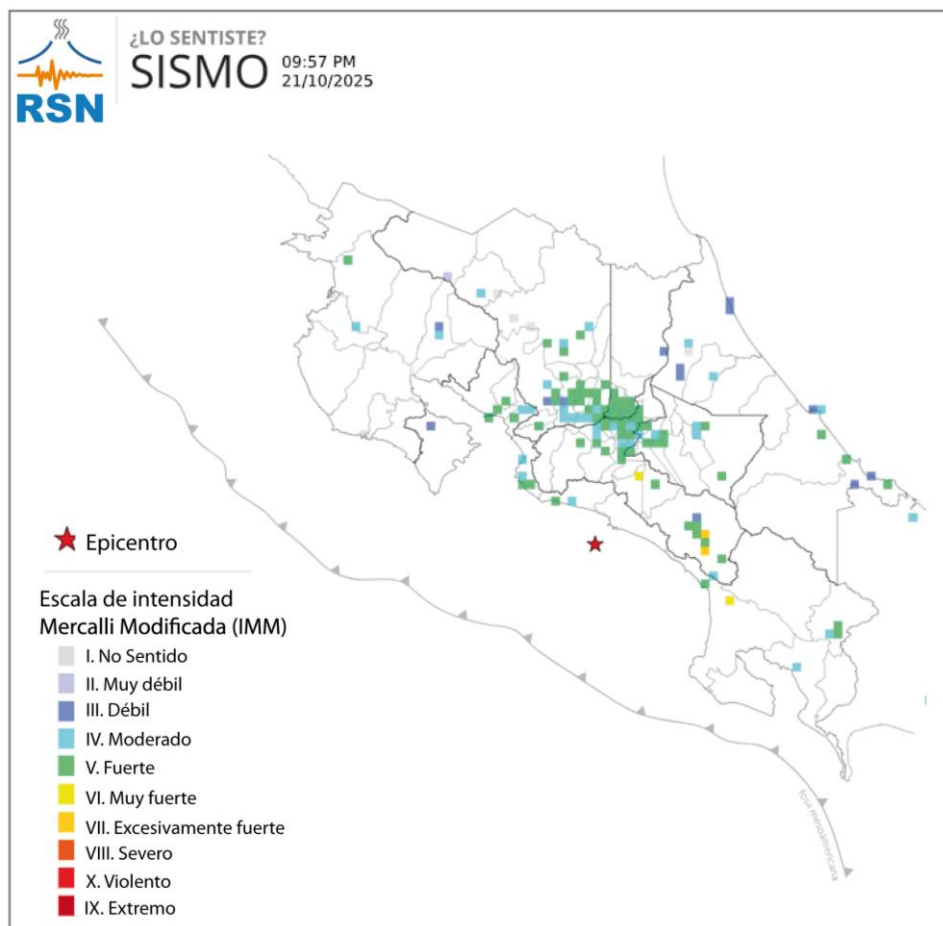 ¿LO SENTISTE?
SISMO
09:57 PM
21/10/2025
RSN
Epicentro
Escala de intensidad
Mercalli Modificada (IMM)
I. No Sentido
II. Muy débil
III. Débil
IV. Moderado
V. Fuerte
VI. Muy fuerte
VII. Excesivamente fuerte
VIII. Severo
X. Violento
IX. Extremo
fosa mesoamericana